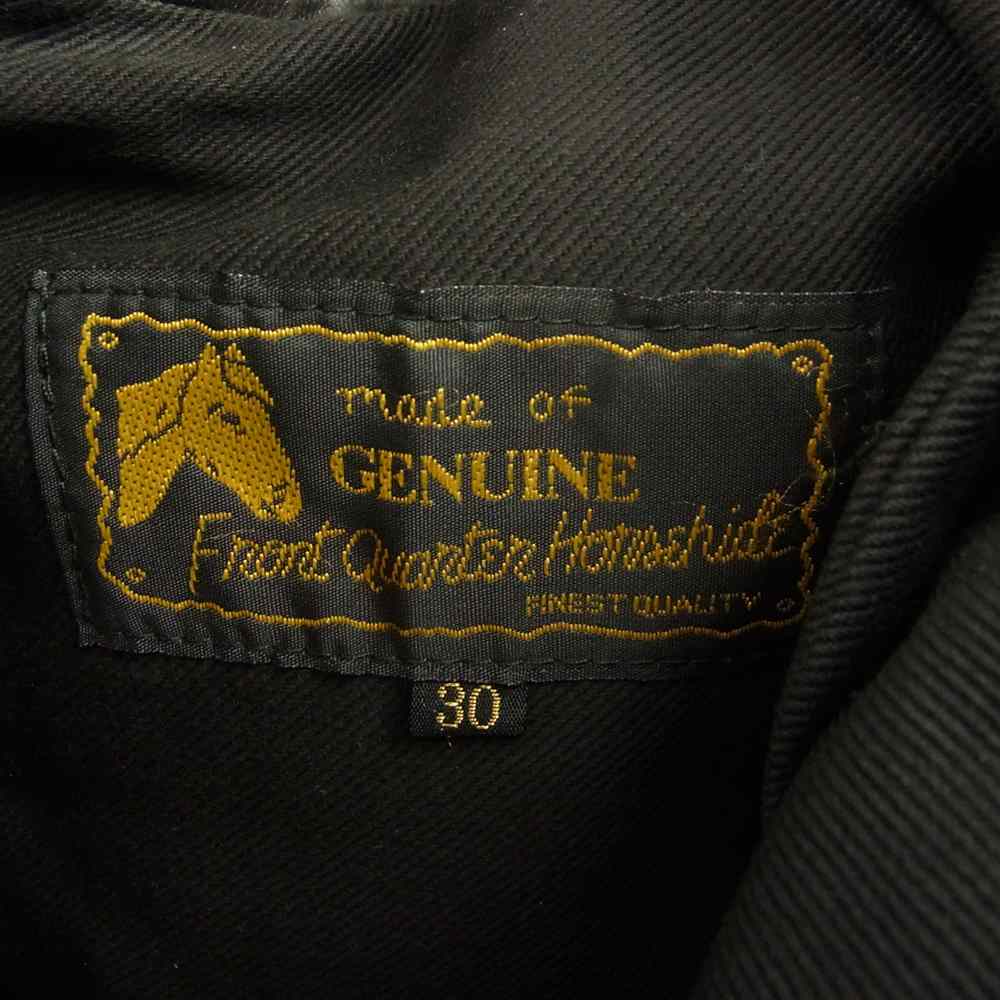 made of
GENUINE
Front Quarter Horsehide
FINEST QUALITY
30